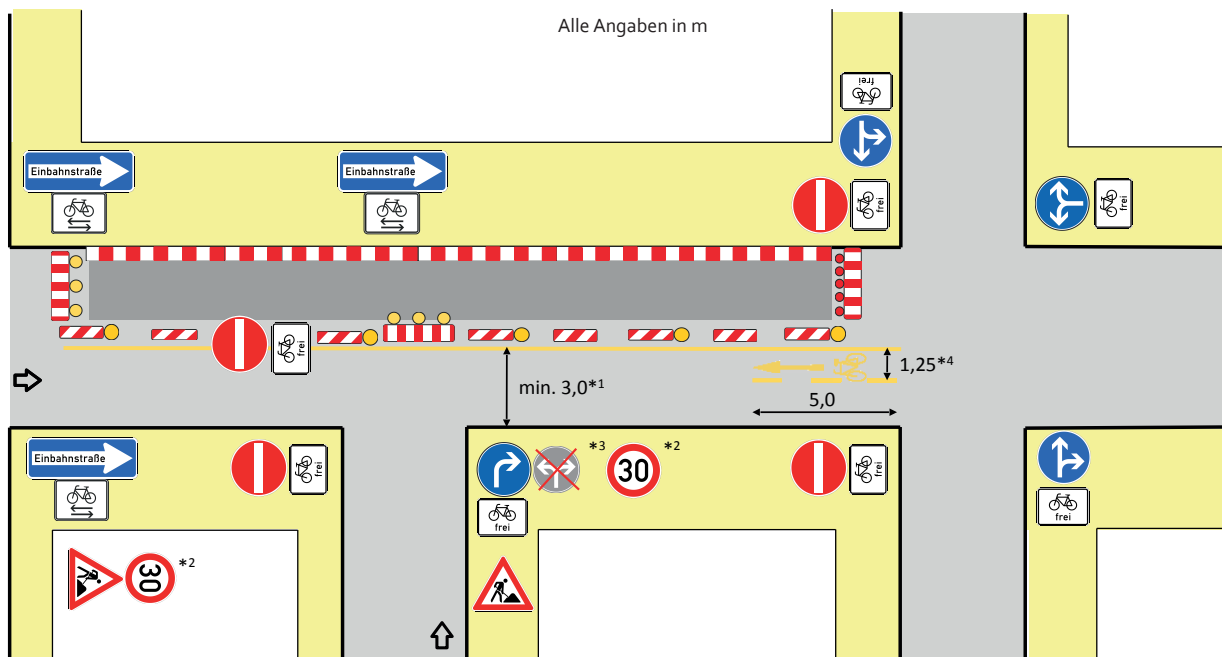 Alle Angaben in m
frei
Einbahnstraße
Einbahnstraße
frei
frei
frei
min. 3,0*1
1,25*4
5,0
Einbahnstraße
frei
frei
*3
30
*2
frei
frei
30
*2